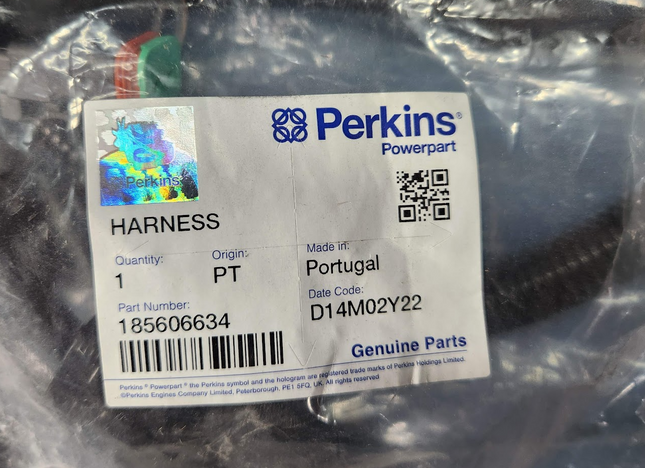 Perkins®
Powerpart
Perkins
HARNESS
Quantity: Origin: Made in:
1 PT Portugal
Part Number: Date Code:
185606634 D14M02Y22
Genuine Parts
Perkins® Powerpart® the Perkins symbol and the hologram are registered trade marks of Perkins Holdings Limited.
©Perkins Engines Company Limited, Peterborough, PE1 5FQ, UK. All rights reserved